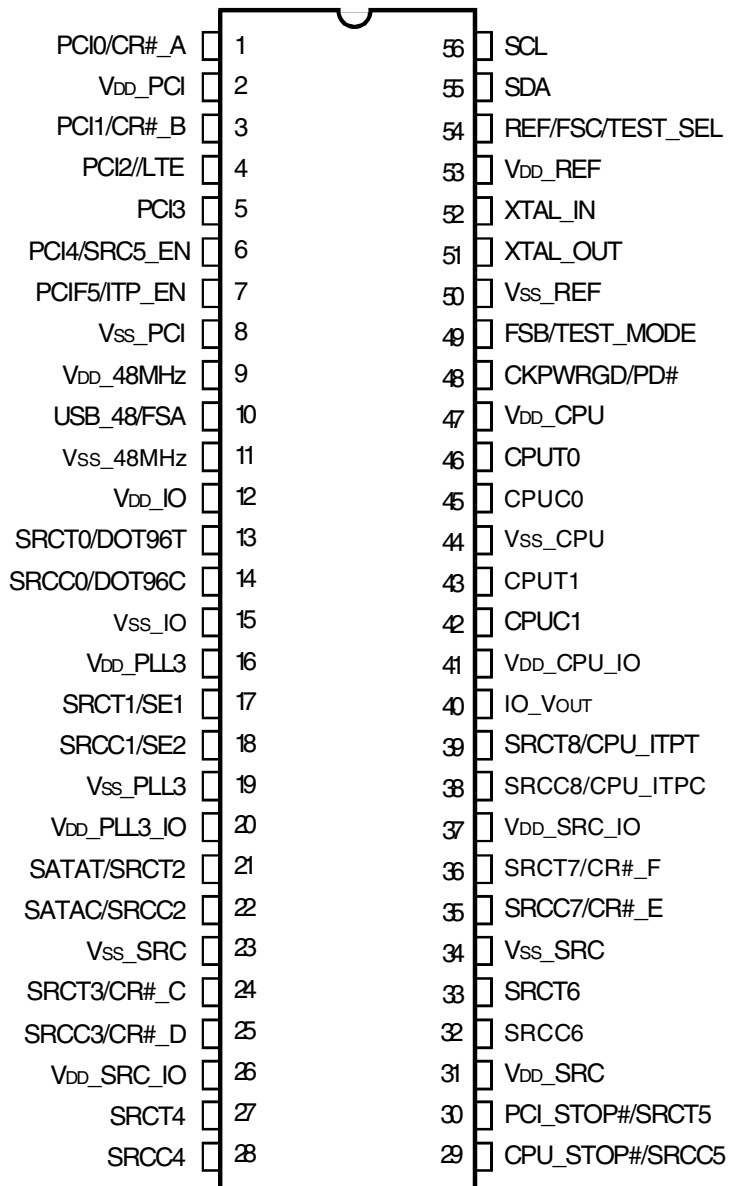 PCI0/CR#_A 1 56 SCL
VDD_PCI 2 55 SDA
PCI1/CR#_B 3 54 REF/FSC/TEST_SEL
PCI2//LTE 4 53 VDD_REF
PCI3 5 52 XTAL_IN
PCI4/SRC5_EN 6 51 XTAL_OUT
PCIF5/ITP_EN 7 50 VSS_REF
VSS_PCI 8 49 FSB/TEST_MODE
VDD_48MHz 9 48 CKPWRGD/PD#
USB_48/FSA 10 47 VDD_CPU
VSS_48MHz 11 46 CPUT0
VDD_IO 12 45 CPUC0
SRCT0/DOT96T 13 44 VSS_CPU
SRCC0/DOT96C 14 43 CPUT1
VSS_IO 15 42 CPUC1
VDD_PLL3 16 41 VDD_CPU_IO
SRCT1/SE1 17 40 IO_VOUT
SRCC1/SE2 18 39 SRCT8/CPU_ITPT
VSS_PLL3 19 38 SRCC8/CPU_ITPC
VDD_PLL3_IO 20 37 VDD_SRC_IO
SATAT/SRCT2 21 36 SRCT7/CR#_F
SATAC/SRCC2 22 35 SRCC7/CR#_E
VSS_SRC 23 34 VSS_SRC
SRCT3/CR#_C 24 33 SRCT6
SRCC3/CR#_D 25 32 SRCC6
VDD_SRC_IO 26 31 VDD_SRC
SRCT4 27 30 PCI_STOP#/SRCT5
SRCC4 28 29 CPU_STOP#/SRCC5